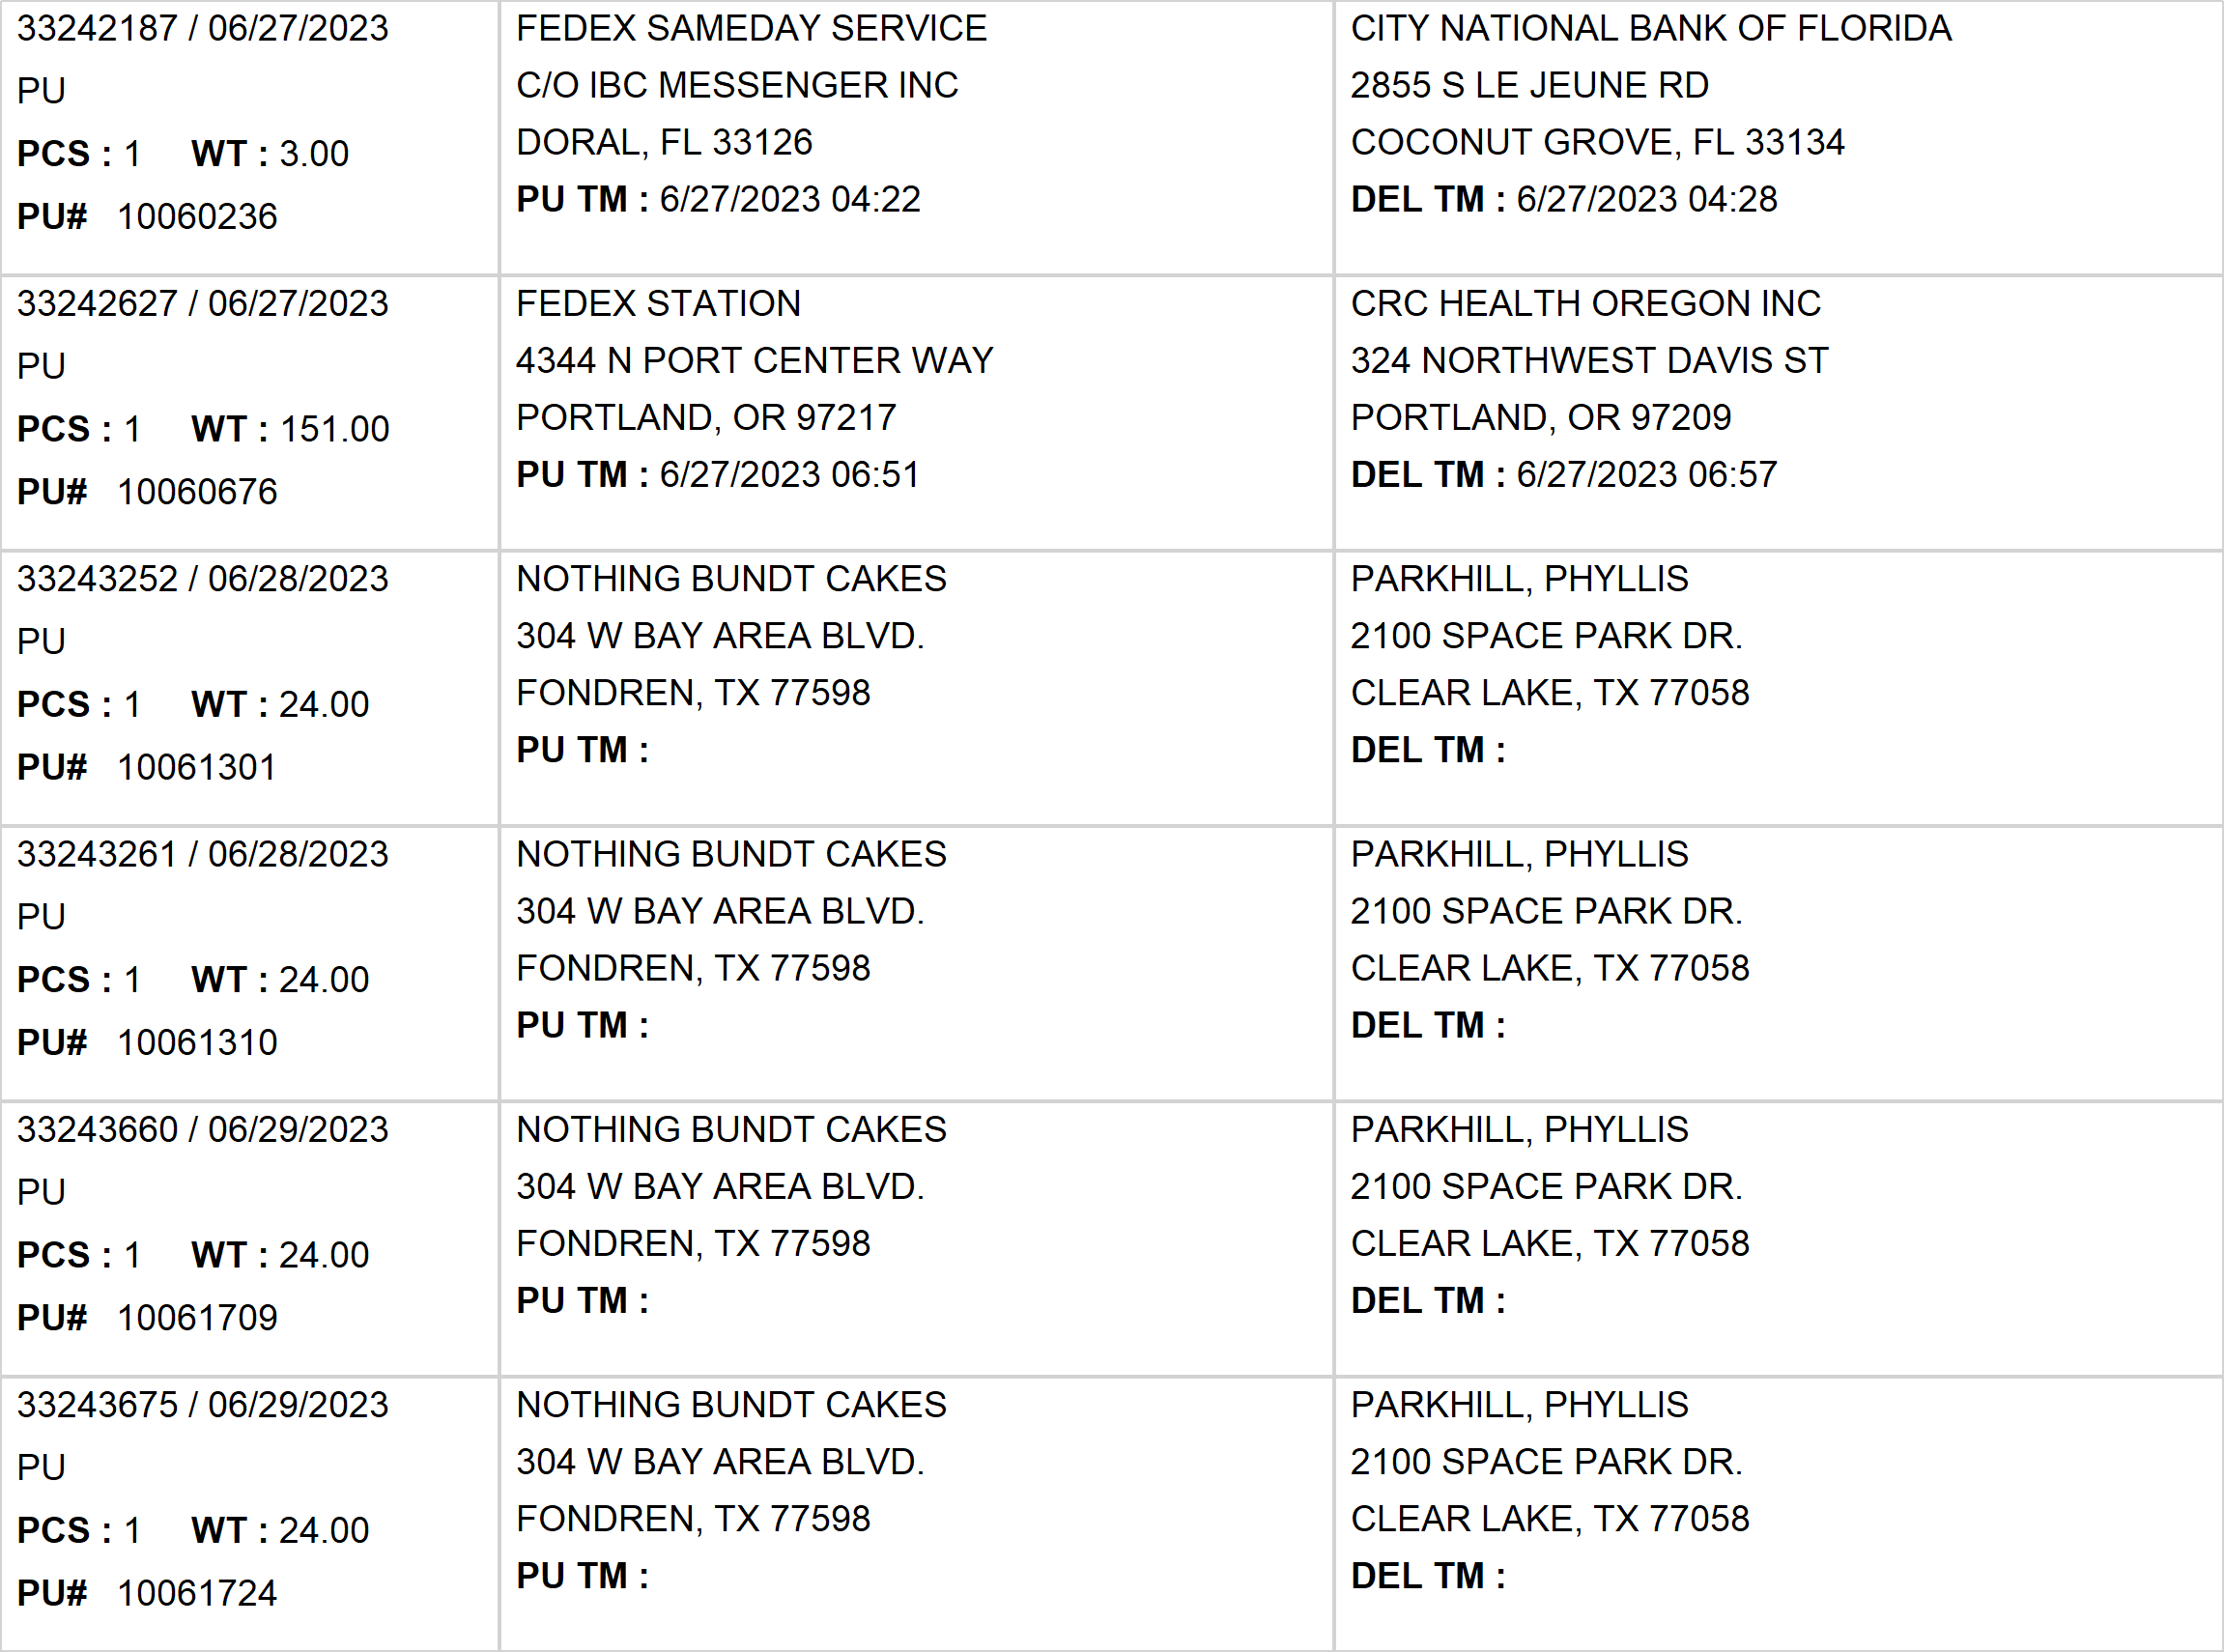 33242187 / 06/27/2023
PU
PCS : 1 WT : 3.00
PU# 10060236
FEDEX SAMEDAY SERVICE
C/O IBC MESSENGER INC
DORAL, FL 33126
PU TM : 6/27/2023 04:22
CITY NATIONAL BANK OF FLORIDA
2855 S LE JEUNE RD
COCONUT GROVE, FL 33134
DEL TM : 6/27/2023 04:28
33242627 / 06/27/2023
PU
PCS : 1 WT : 151.00
PU# 10060676
FEDEX STATION
4344 N PORT CENTER WAY
PORTLAND, OR 97217
PU TM : 6/27/2023 06:51
CRC HEALTH OREGON INC
324 NORTHWEST DAVIS ST
PORTLAND, OR 97209
DEL TM : 6/27/2023 06:57
33243252 / 06/28/2023
PU
PCS : 1 WT : 24.00
PU# 10061301
NOTHING BUNDT CAKES
304 W BAY AREA BLVD.
FONDREN, TX 77598
PU TM :
PARKHILL, PHYLLIS
2100 SPACE PARK DR.
CLEAR LAKE, TX 77058
DEL TM :
33243261 / 06/28/2023
PU
PCS : 1 WT : 24.00
PU# 10061310
NOTHING BUNDT CAKES
304 W BAY AREA BLVD.
FONDREN, TX 77598
PU TM :
PARKHILL, PHYLLIS
2100 SPACE PARK DR.
CLEAR LAKE, TX 77058
DEL TM :
33243660 / 06/29/2023
PU
PCS : 1 WT : 24.00
PU# 10061709
NOTHING BUNDT CAKES
304 W BAY AREA BLVD.
FONDREN, TX 77598
PU TM :
PARKHILL, PHYLLIS
2100 SPACE PARK DR.
CLEAR LAKE, TX 77058
DEL TM :
33243675 / 06/29/2023
PU
PCS : 1 WT : 24.00
PU# 10061724
NOTHING BUNDT CAKES
304 W BAY AREA BLVD.
FONDREN, TX 77598
PU TM :
PARKHILL, PHYLLIS
2100 SPACE PARK DR.
CLEAR LAKE, TX 77058
DEL TM :